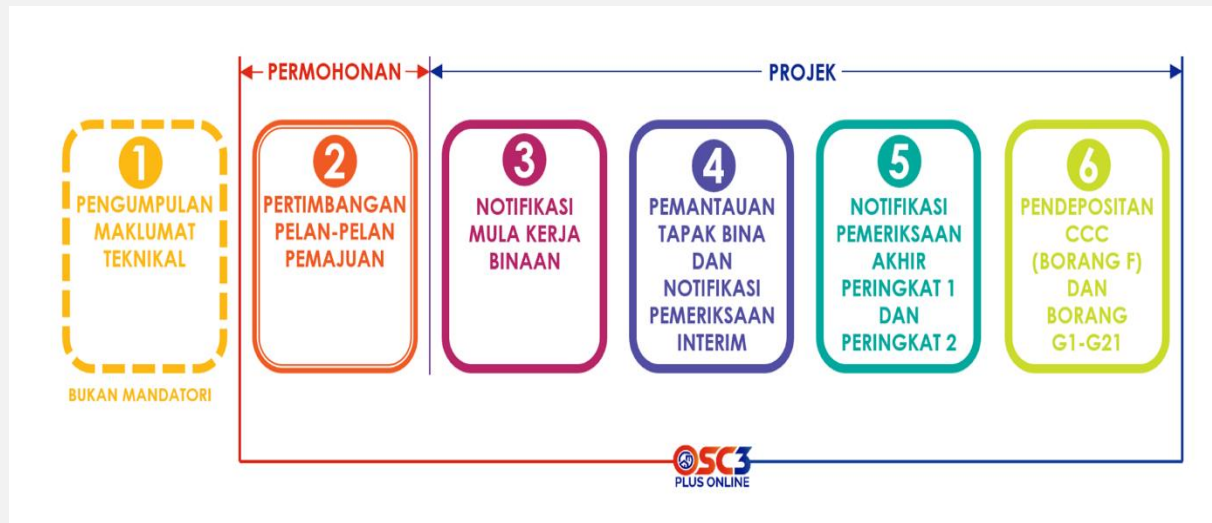 PERMOHONAN
PROJEK
1
PENGUMPULAN
MAKLUMAT
TEKNIKAL
BUKAN MANDATORI
2
PERTIMBANGAN
PELAN-PELAN
PEMAJUAN
3
NOTIFIKASI
MULA KERJA
BINAAN
4
PEMANTAUAN
TAPAK BINA
DAN
NOTIFIKASI
PEMERIKSAAN
INTERIM
5
NOTIFIKASI
PEMERIKSAAN
AKHIR
PERINGKAT 1
DAN
PERINGKAT 2
6
PENDEPOSITAN
CCC
(BORANG F)
DAN
BORANG
G1-G21
OSC3
PLUS ONLINE